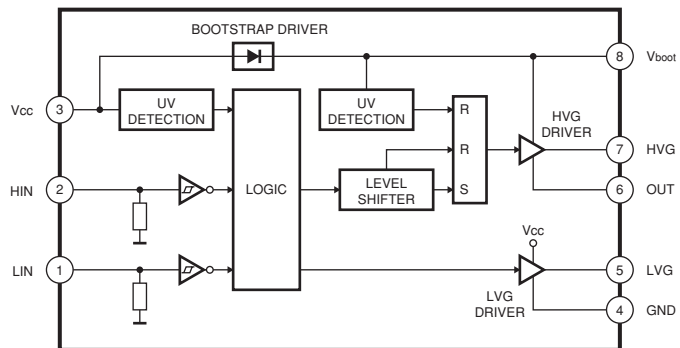 BOOTSTRAP DRIVER
8
Vboot
Vcc
3
UV
DETECTION
UV
DETECTION
R
HVG
DRIVER
R
7
HVG
HIN
2
LOGIC
LEVEL
SHIFTER
S
6
OUT
Vcc
LIN
1
5
LVG
LVG
DRIVER
4
GND